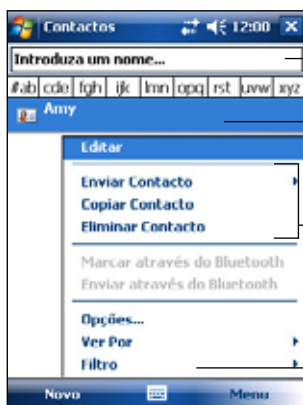 Contactos 12:00
Introduza um nome...
#ab cde fgh ijk lmn opq rst uvw xyz
Amy
Editar
Enviar Contacto
Copiar Contacto
Eliminar Contacto
Marcar através do Bluetooth
Enviar através do Bluetooth
Opções...
Ver Por
Filtro
Novo Menu